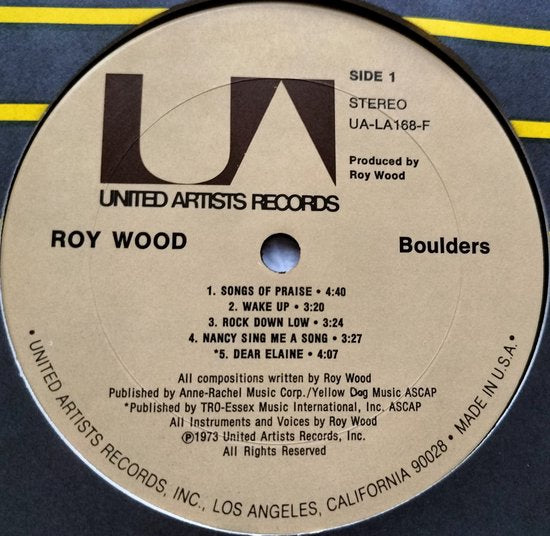 UA
SIDE 1
STEREO
UA-LA168-F
Produced by
Roy Wood
UNITED ARTISTS RECORDS
ROY WOOD
Boulders
1. SONGS OF PRAISE • 4:40
2. WAKE UP • 3:20
3. ROCK DOWN LOW • 3:24
4. NANCY SING ME A SONG • 3:27
*5. DEAR ELAINE • 4:07
All compositions written by Roy Wood
Published by Anne-Rachel Music Corp./Yellow Dog Music ASCAP
*Published by TRO-Essex Music International, Inc. ASCAP
All Instruments and Voices by Roy Wood
℗1973 United Artists Records, Inc.
All Rights Reserved
• UNITED ARTISTS RECORDS, INC., LOS ANGELES, CALIFORNIA 90028 • MADE IN U.S.A. •